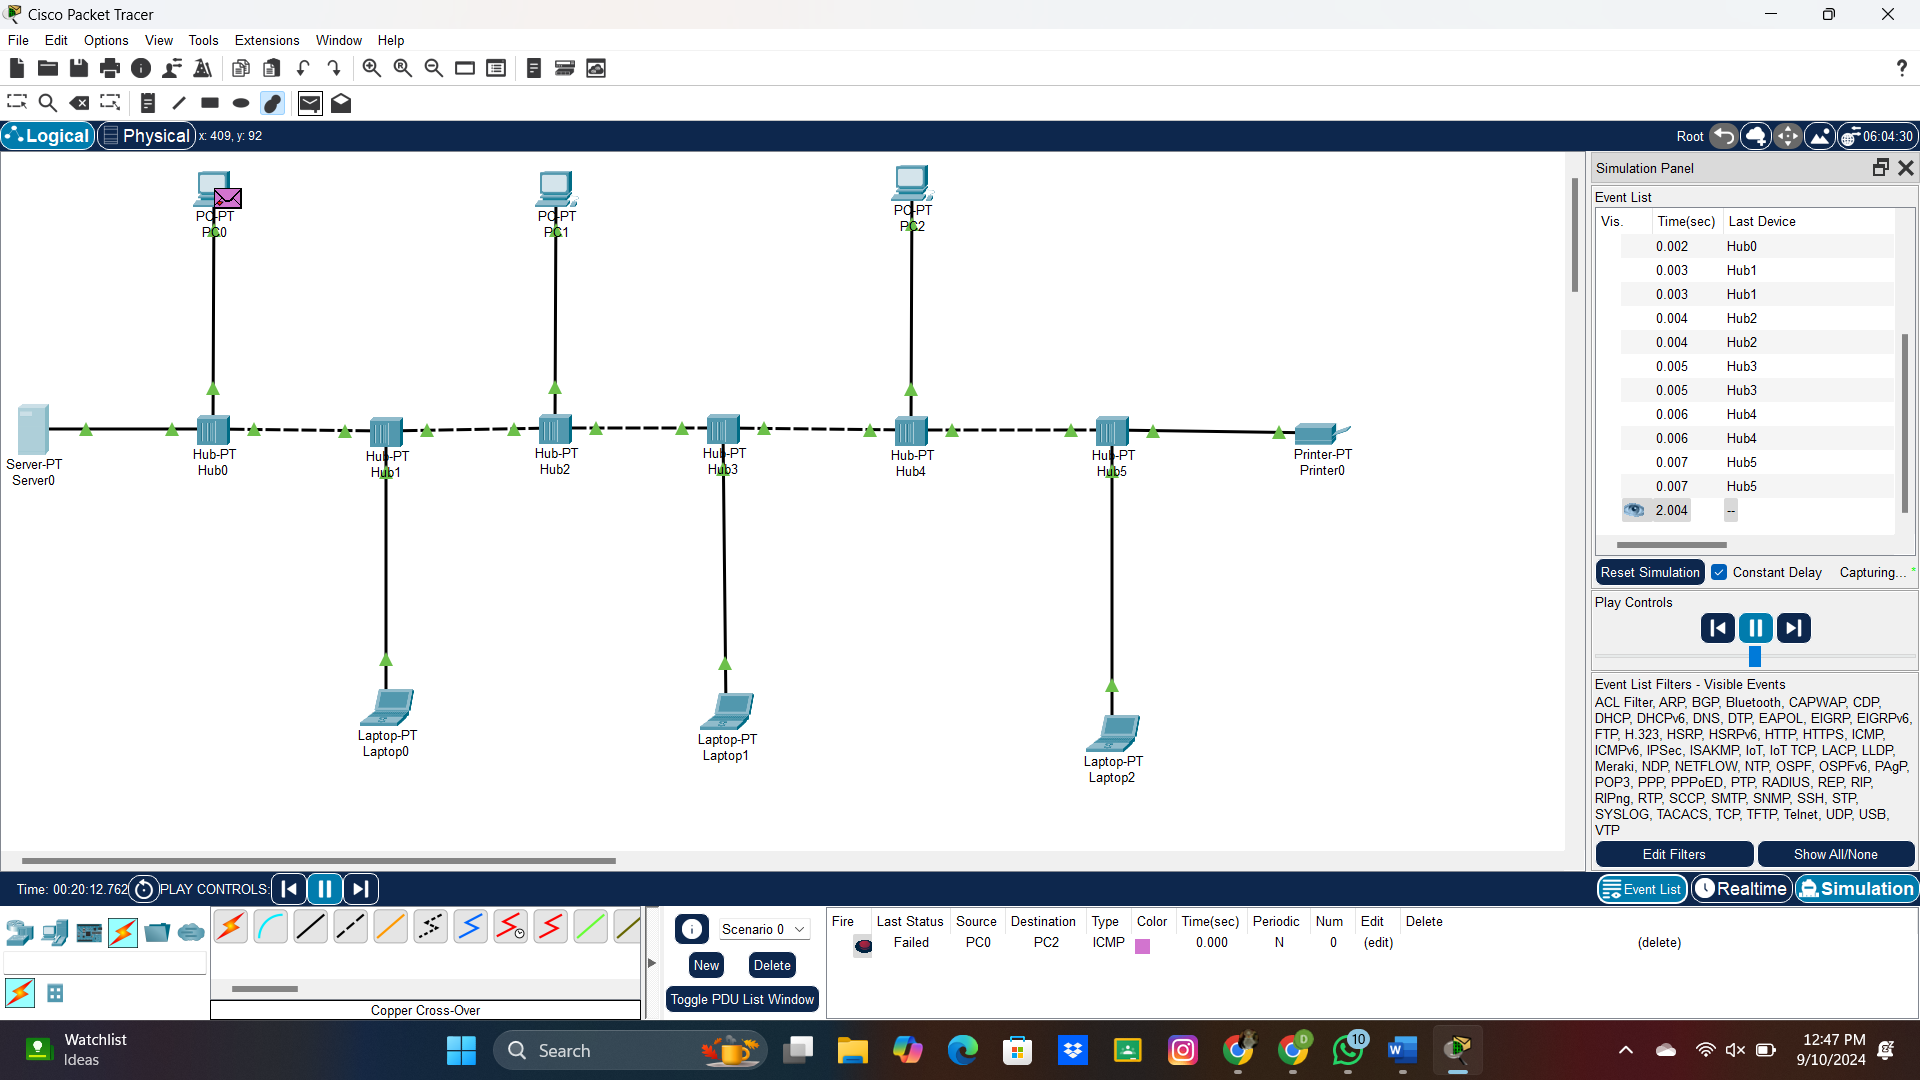 Cisco Packet Tracer
File Edit Options View Tools Extensions Window Help
Logical Physical x: 409, y: 92 Root 06:04:30
PC-PT
PC0
PC-PT
PC1
PC-PT
PC2
Server-PT
Server0
Hub-PT
Hub0
Hub-PT
Hub1
Hub-PT
Hub2
Hub-PT
Hub3
Hub-PT
Hub4
Hub-PT
Hub5
Printer-PT
Printer0
Laptop-PT
Laptop0
Laptop-PT
Laptop1
Laptop-PT
Laptop2
Simulation Panel
Event List
Vis. Time(sec) Last Device
0.002 Hub0
0.003 Hub1
0.003 Hub1
0.004 Hub2
0.004 Hub2
0.005 Hub3
0.005 Hub3
0.006 Hub4
0.006 Hub4
0.007 Hub5
0.007 Hub5
2.004 --
Reset Simulation Constant Delay Capturing...
Play Controls
Event List Filters - Visible Events
ACL Filter, ARP, BGP, Bluetooth, CAPWAP, CDP,
DHCP, DHCPv6, DNS, DTP, EAPOL, EIGRP, EIGRPv6,
FTP, H.323, HSRP, HSRPv6, HTTP, HTTPS, ICMP,
ICMPv6, IPSec, ISAKMP, IoT, IoT TCP, LACP, LLDP,
Meraki, NDP, NETFLOW, NTP, OSPF, OSPFv6, PAgP,
POP3, PPP, PPPoED, PTP, RADIUS, REP, RIP,
RIPng, RTP, SCCP, SMTP, SNMP, SSH, STP,
SYSLOG, TACACS, TCP, TFTP, Telnet, UDP, USB,
VTP
Edit Filters Show All/None
Time: 00:20:12.762 PLAY CONTROLS: Event List Realtime Simulation
Scenario 0
New Delete
Toggle PDU List Window
Copper Cross-Over
Fire Last Status Source Destination Type Color Time(sec) Periodic Num Edit Delete
Failed PC0 PC2 ICMP 0.000 N 0 (edit) (delete)
Watchlist
Ideas
Search
D
10
12:47 PM
9/10/2024